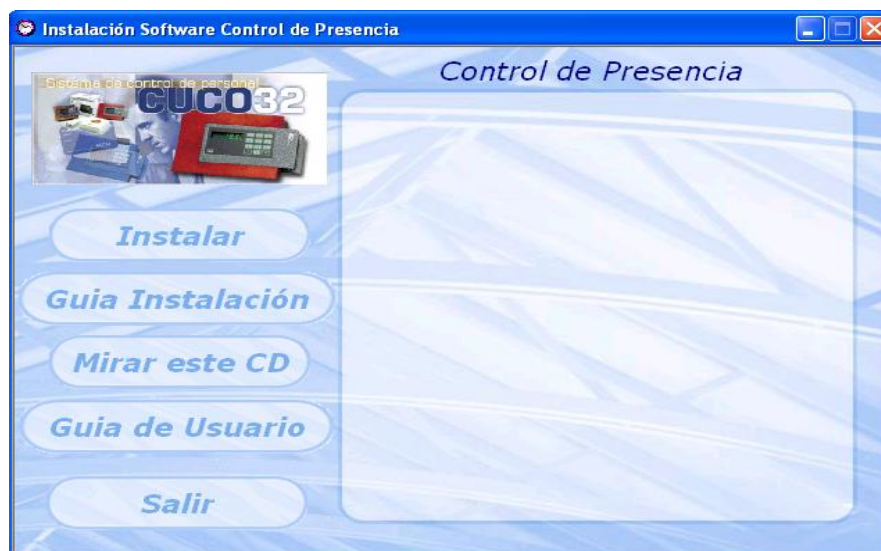 Instalación Software Control de Presencia
Control de Presencia
Sistema de control de personal
CUCO32
Instalar
Guia Instalación
Mirar este CD
Guia de Usuario
Salir